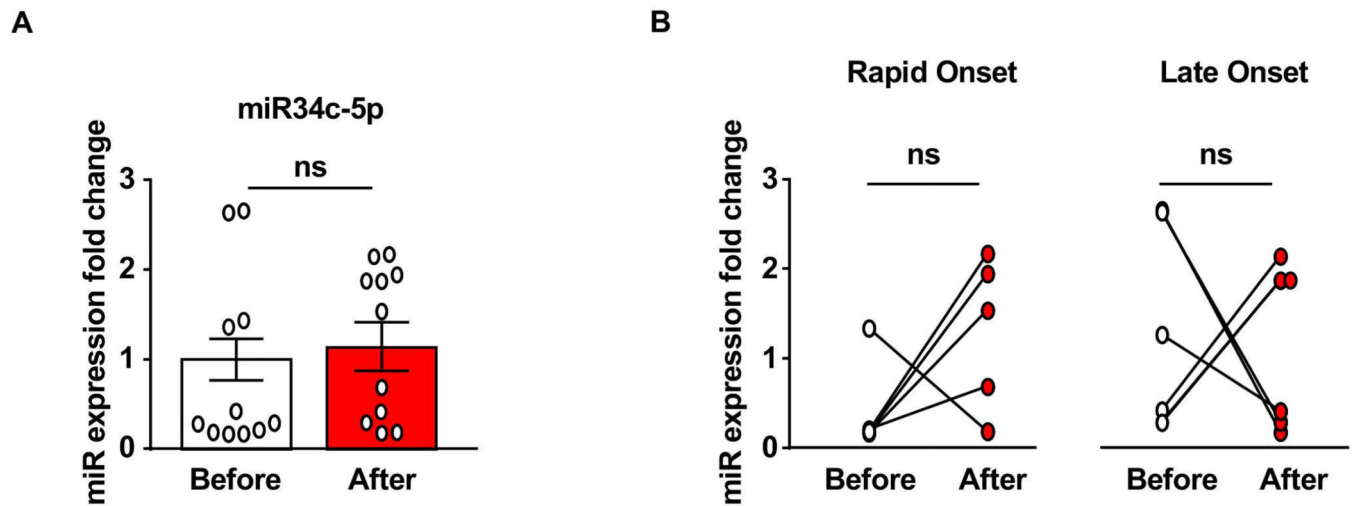 A
miR34c-5p
ns
miR expression fold change
3
2
1
0
Before
After
B
Rapid Onset
Late Onset
ns
ns
miR expression fold change
3
2
1
0
Before
After
Before
After